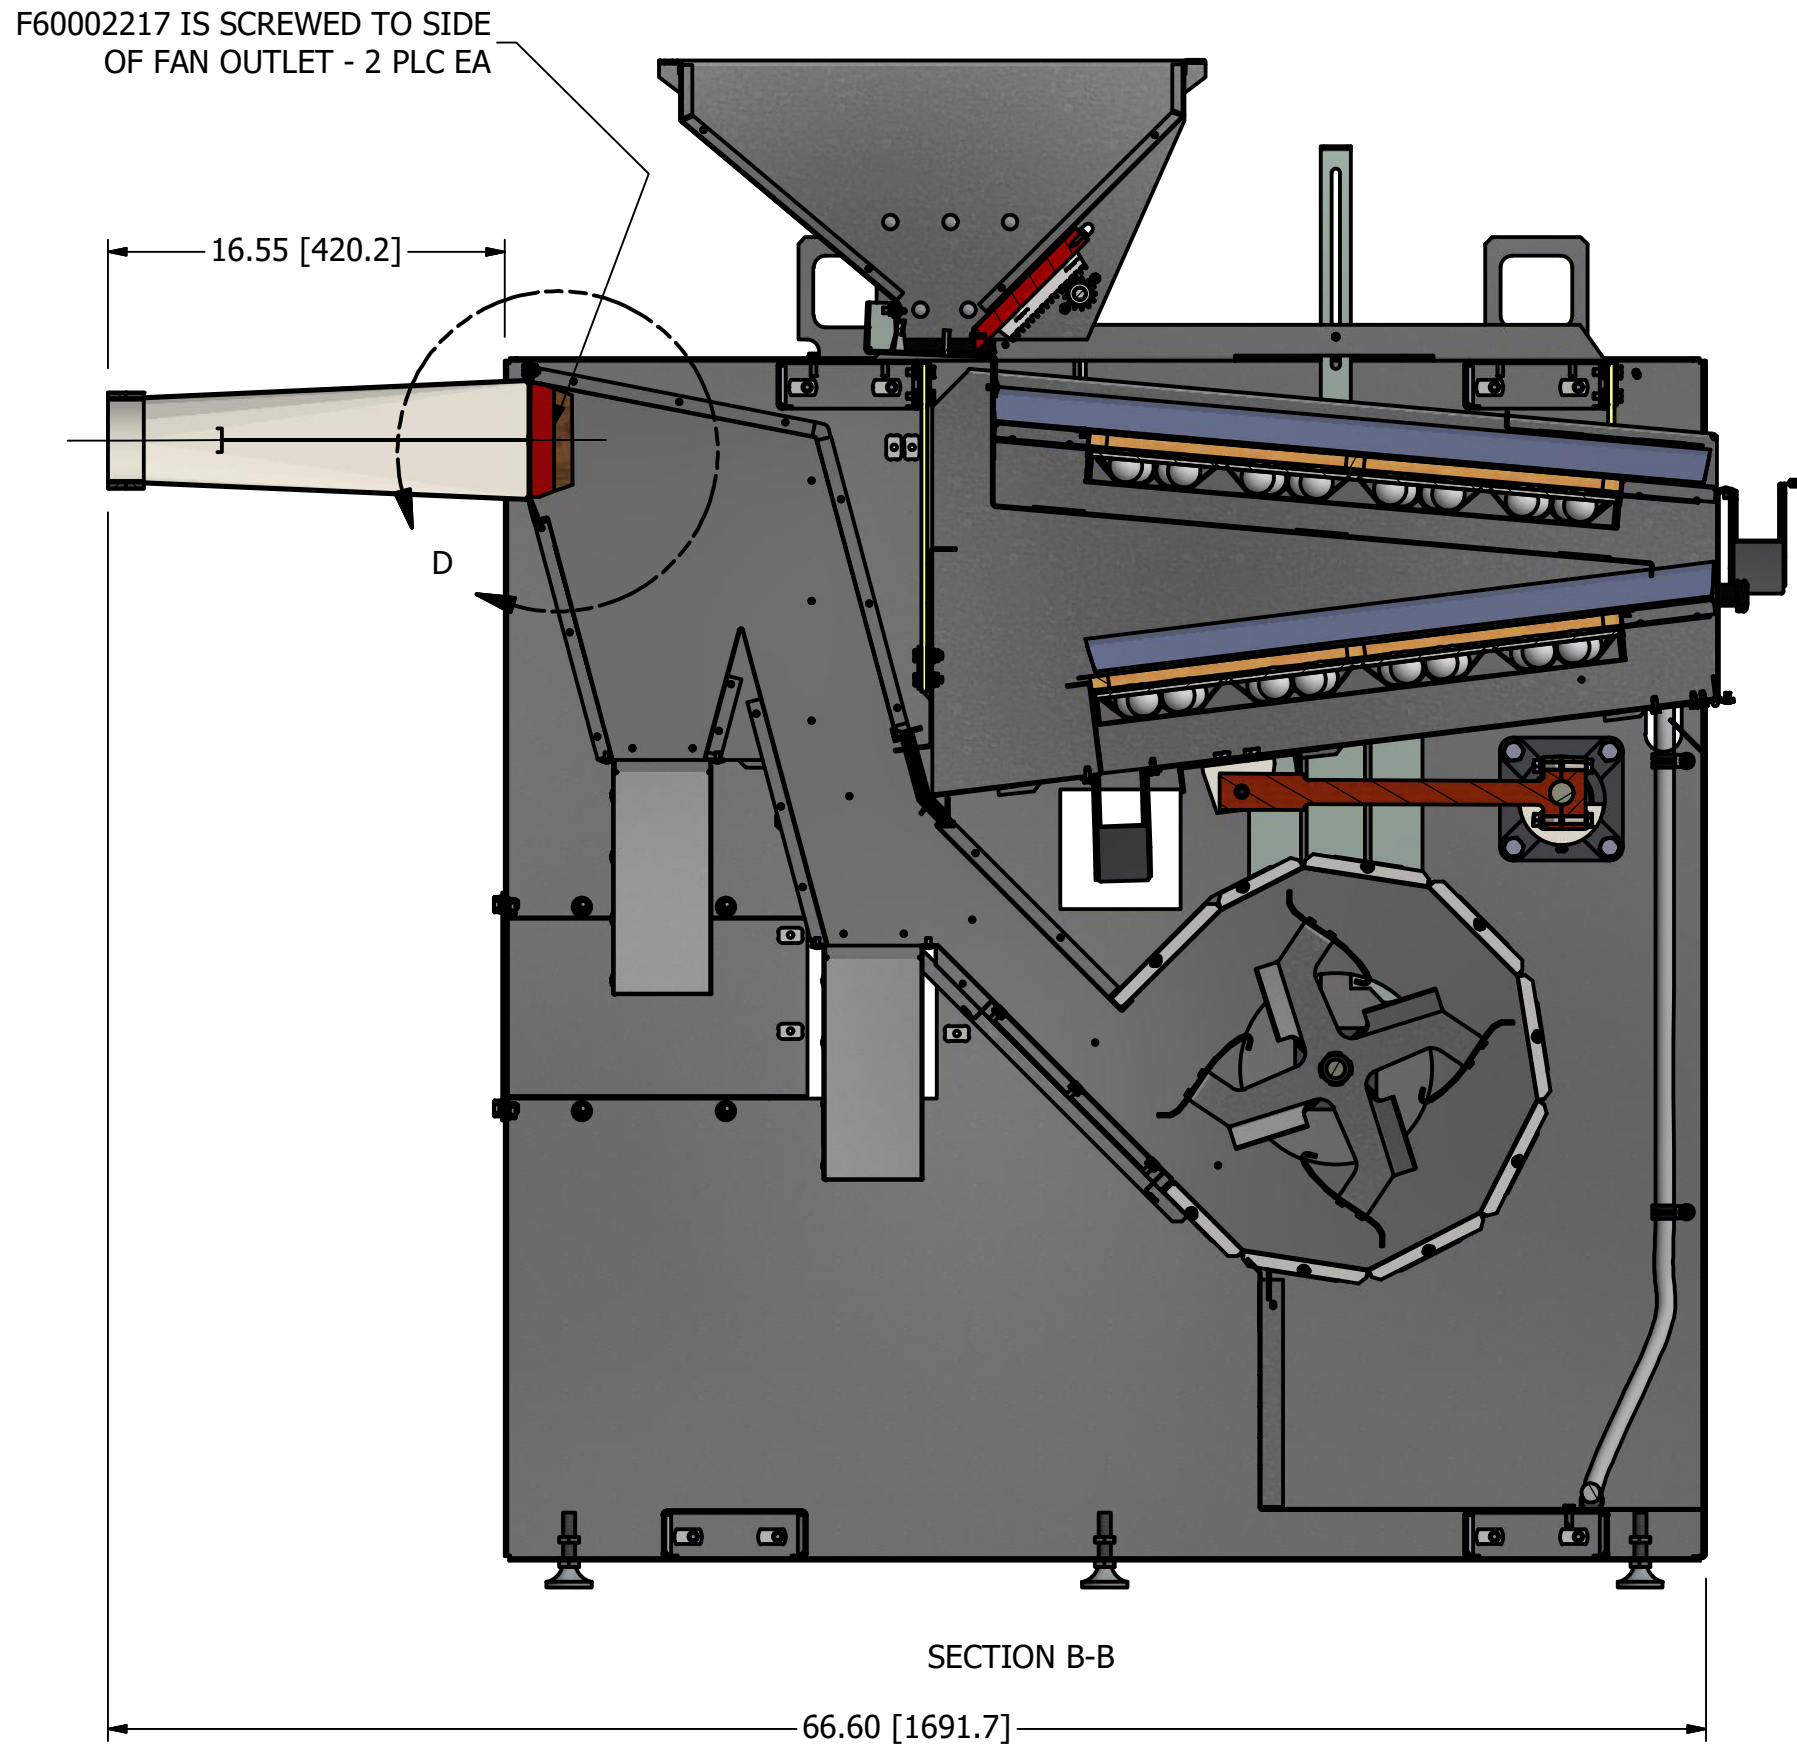 F60002217 IS SCREWED TO SIDE
OF FAN OUTLET - 2 PLC EA
16.55 [420.2]
D
SECTION B-B
66.60 [1691.7]